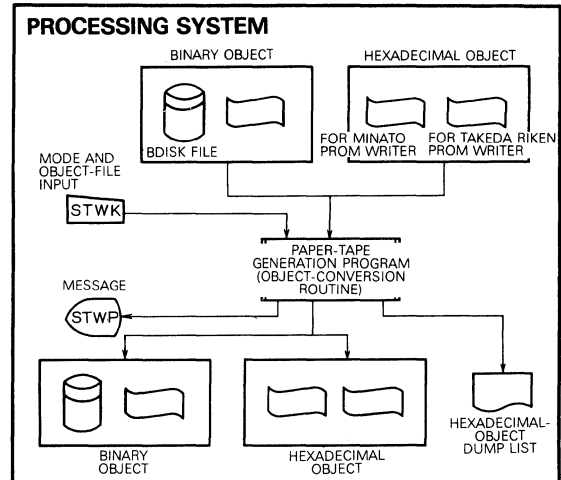 PROCESSING SYSTEM
BINARY OBJECT
HEXADECIMAL OBJECT
BDISK FILE
FOR MINATO
PROM WRITER
FOR TAKEDA RIKEN
PROM WRITER
MODE AND
OBJECT-FILE
INPUT
STWK
PAPER-TAPE
GENERATION PROGRAM
(OBJECT-CONVERSION
ROUTINE)
MESSAGE
STWP
BINARY
OBJECT
HEXADECIMAL
OBJECT
HEXADECIMAL-
OBJECT
DUMP LIST